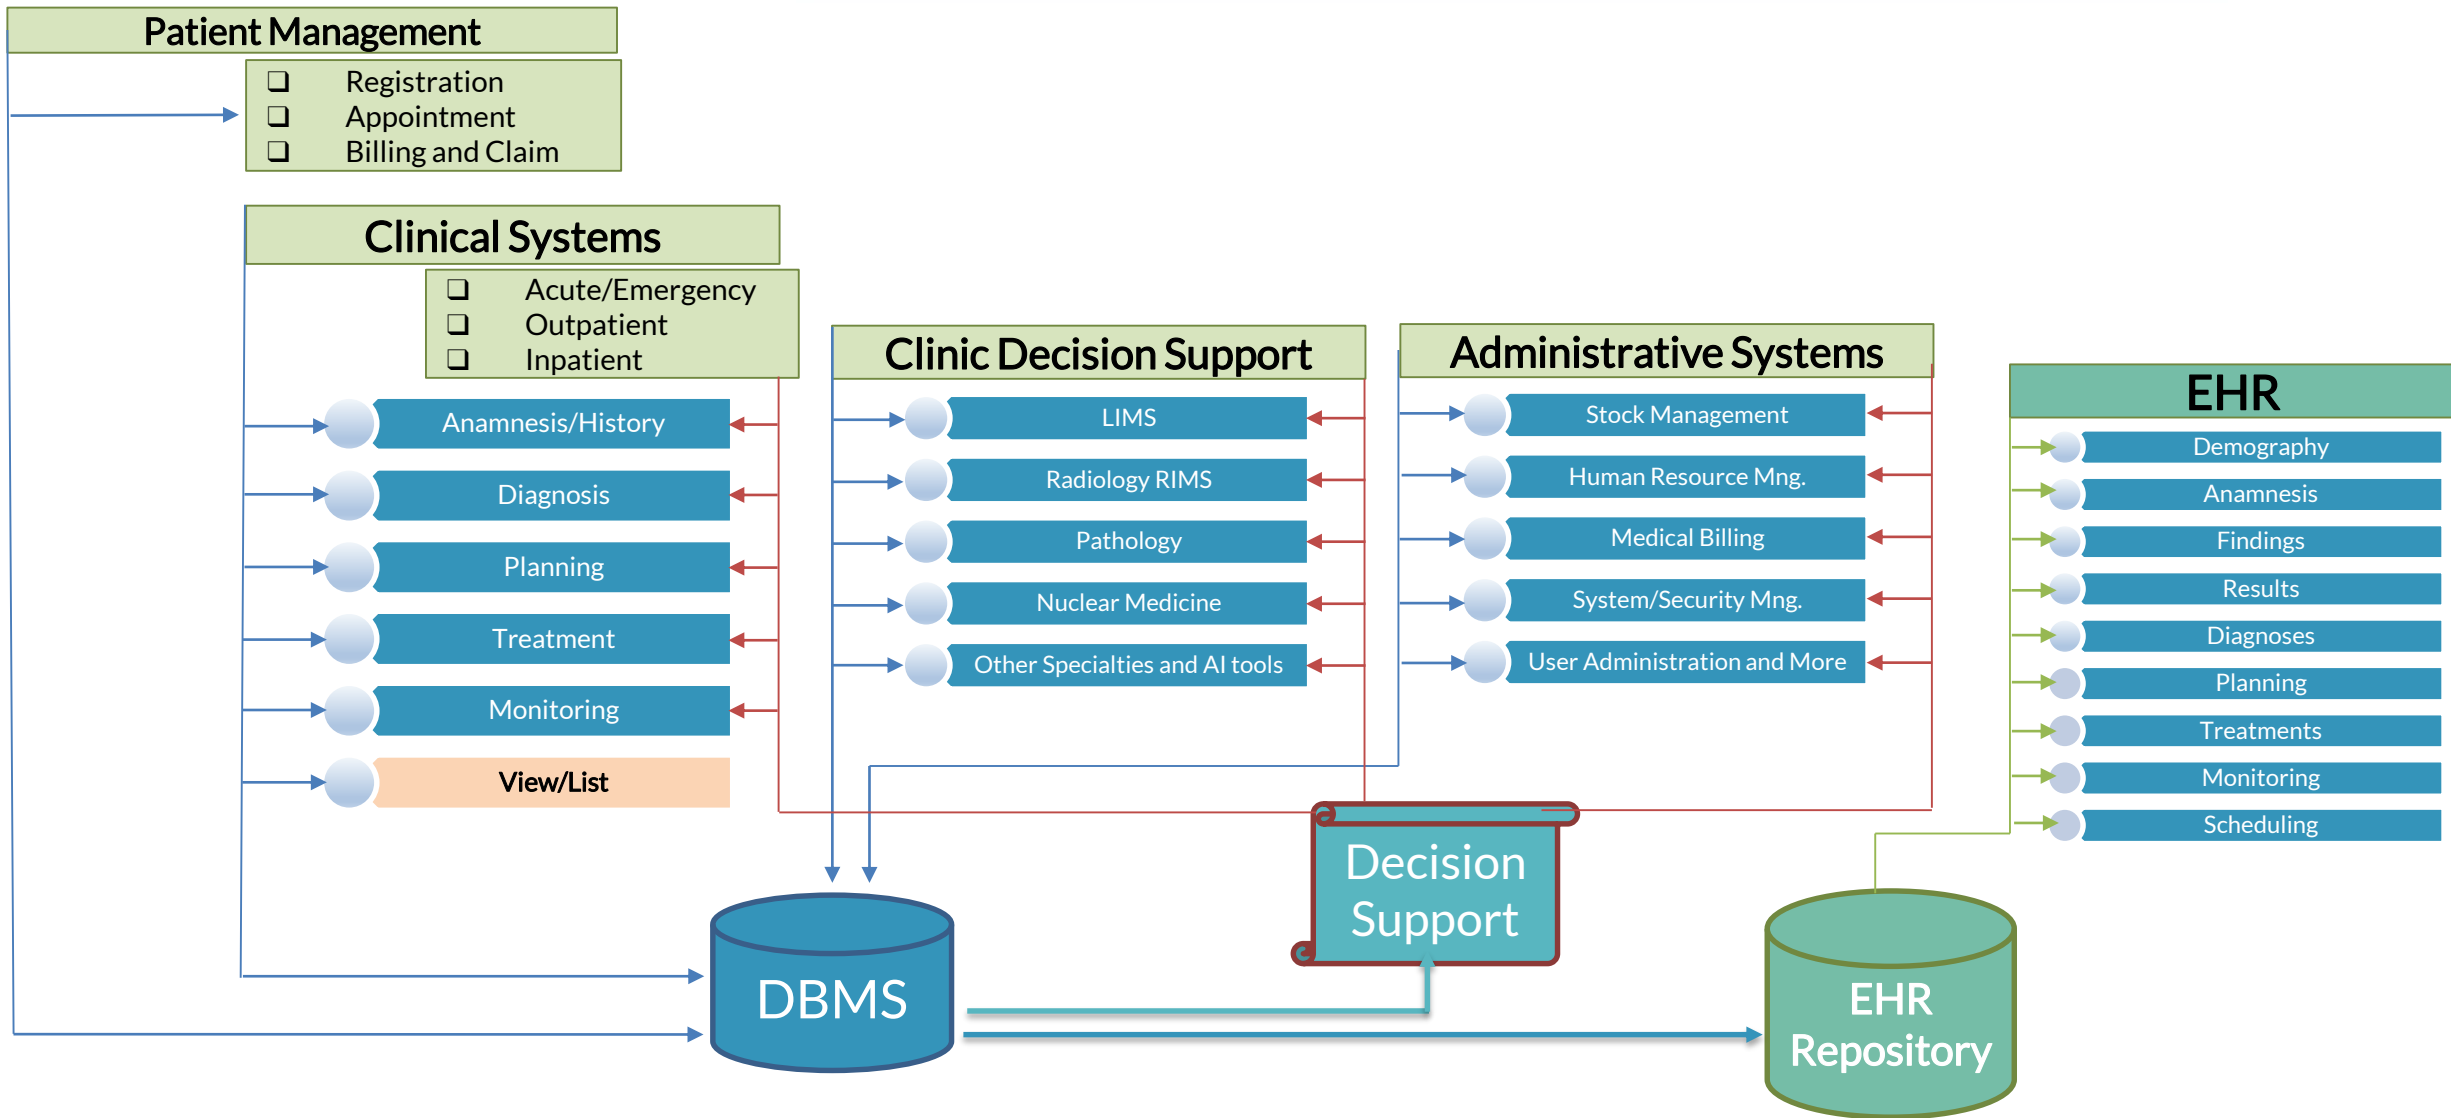 Patient Management
❑ Registration
❑ Appointment
❑ Billing and Claim
Clinical Systems
❑ Acute/Emergency
❑ Outpatient
❑ Inpatient
Anamnesis/History
Diagnosis
Planning
Treatment
Monitoring
View/List
Clinic Decision Support
LIMS
Radiology RIMS
Pathology
Nuclear Medicine
Other Specialties and AI tools
Administrative Systems
Stock Management
Human Resource Mng.
Medical Billing
System/Security Mng.
User Administration and More
EHR
Demography
Anamnesis
Findings
Results
Diagnoses
Planning
Treatments
Monitoring
Scheduling
Decision
Support
DBMS
EHR
Repository